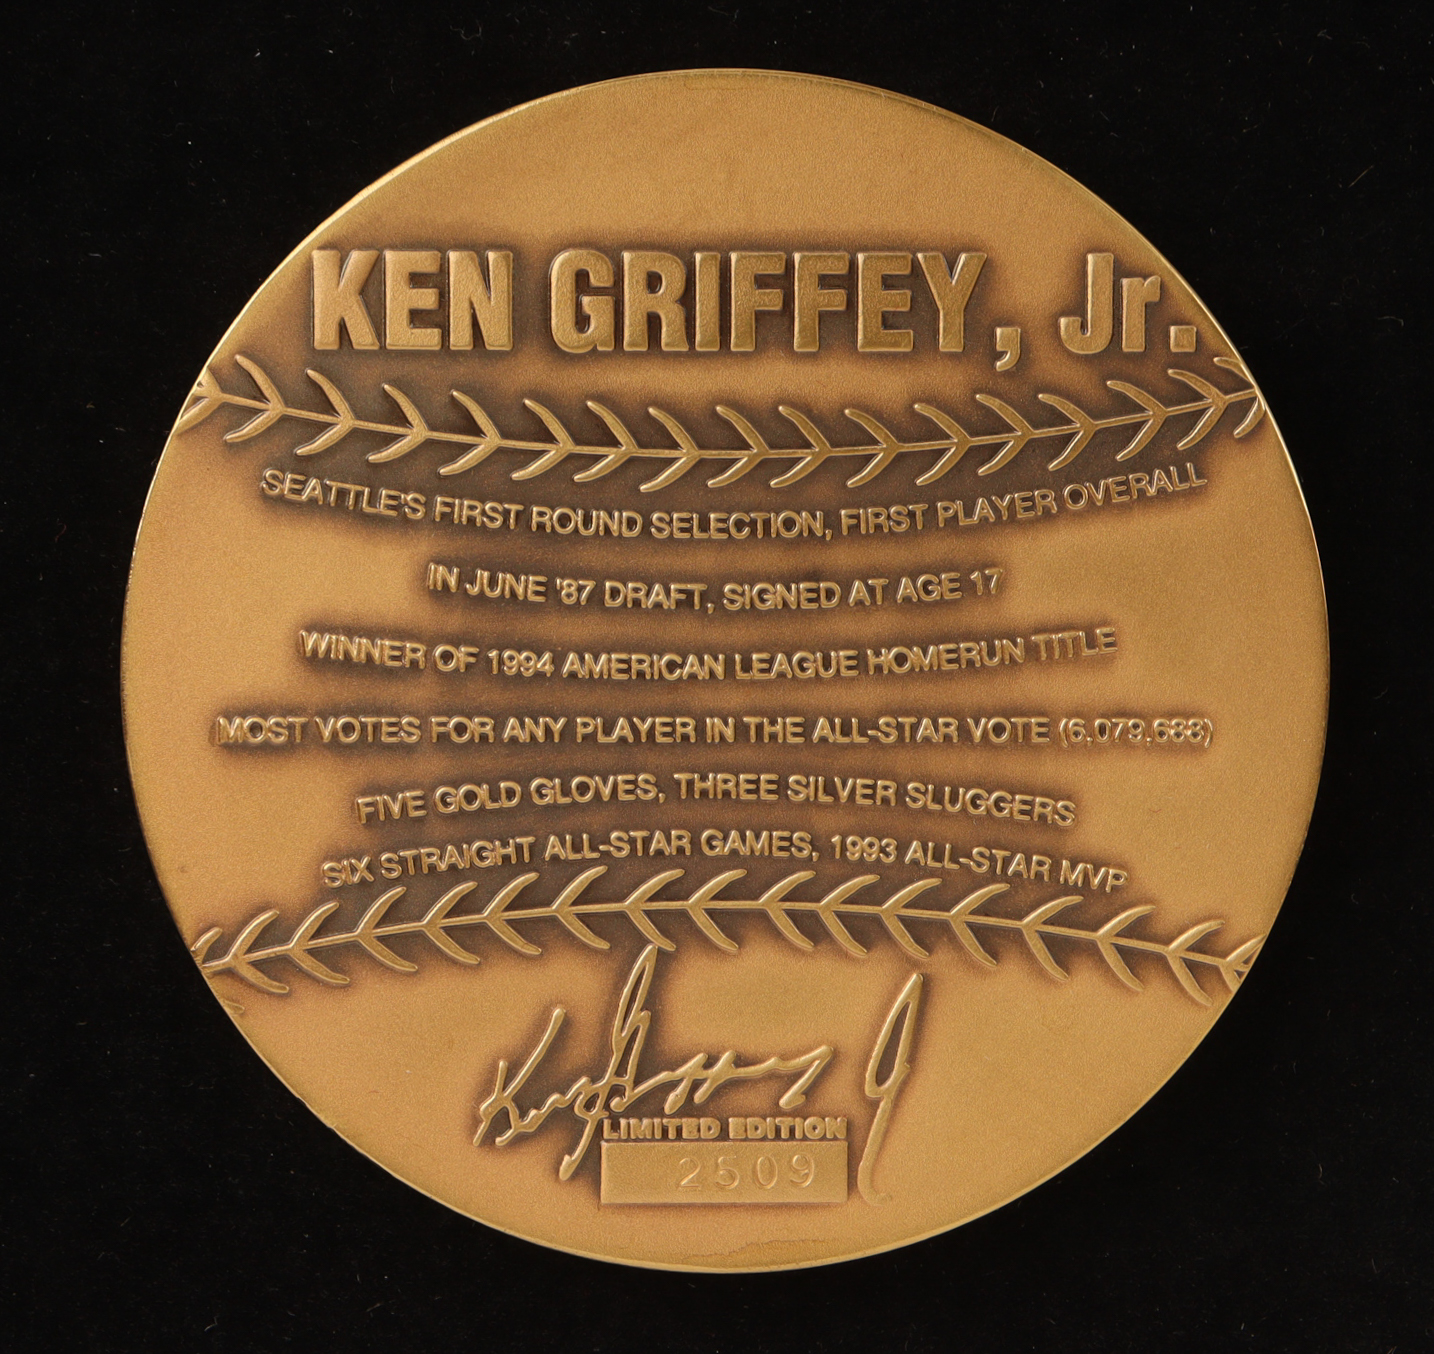 KEN GRIFFEY, Jr.
SEATTLE'S FIRST ROUND SELECTION, FIRST PLAYER OVERALL
IN JUNE '87 DRAFT, SIGNED AT AGE 17
WINNER OF 1994 AMERICAN LEAGUE HOMERUN TITLE
MOST VOTES FOR ANY PLAYER IN THE ALL-STAR VOTE (6,079,688)
FIVE GOLD GLOVES, THREE SILVER SLUGGERS
SIX STRAIGHT ALL-STAR GAMES, 1993 ALL-STAR MVP
Ken Griffey J
LIMITED EDITION
2509